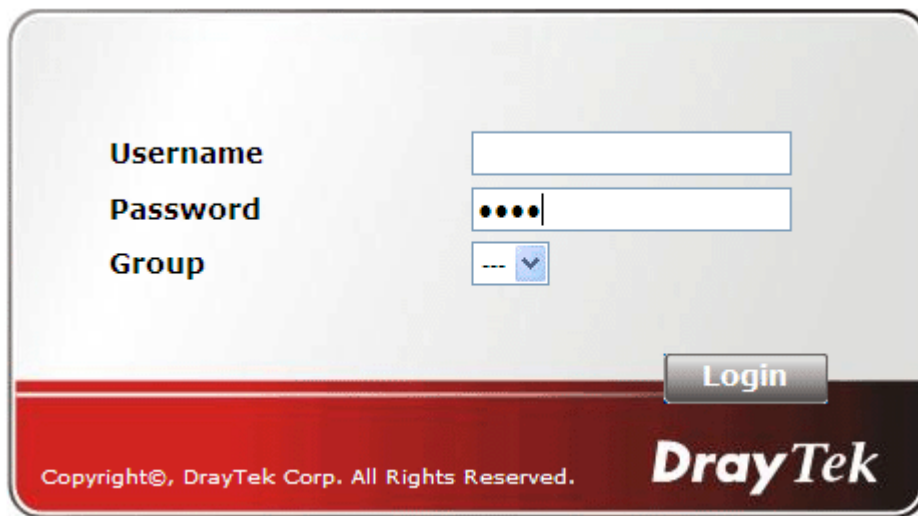 Username
Password ●●●●
Group ---
Login
Copyright©, DrayTek Corp. All Rights Reserved.
DrayTek